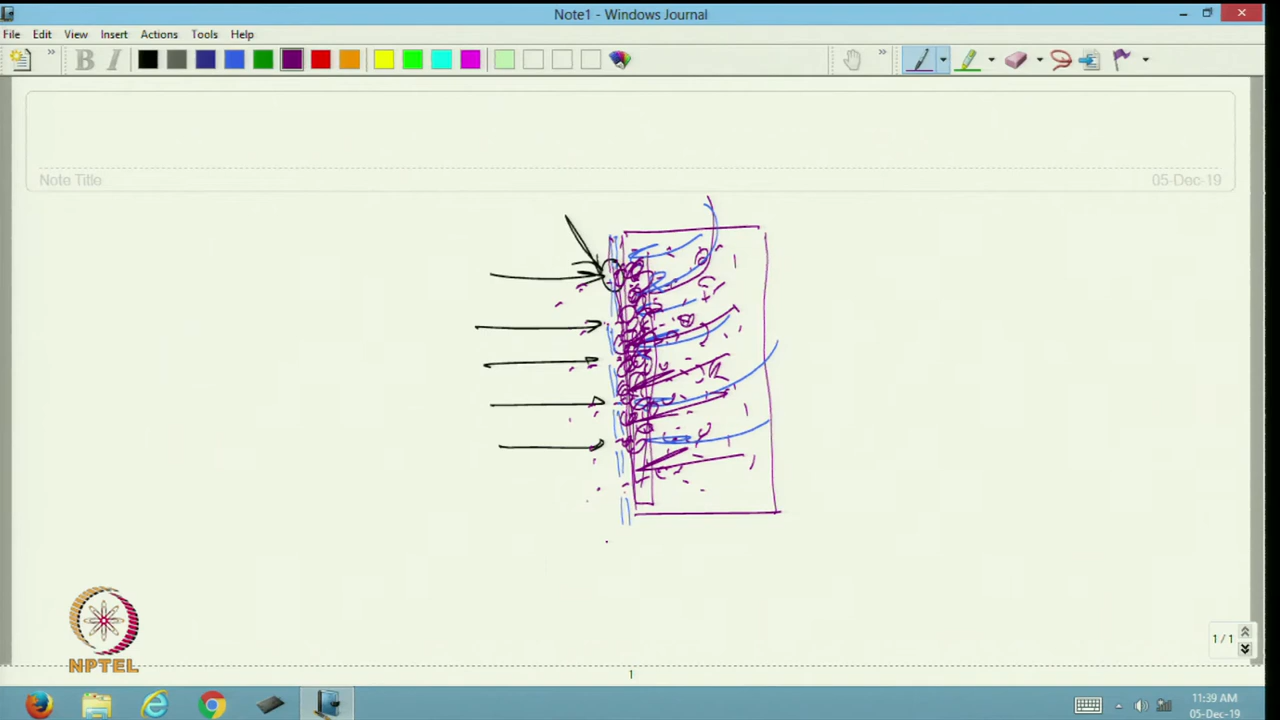 Note1 - Windows Journal
File Edit View Insert Actions Tools Help
B I
Note Title
05-Dec-19
1 / 1
NPTEL
1
11:39 AM
05-Dec-19